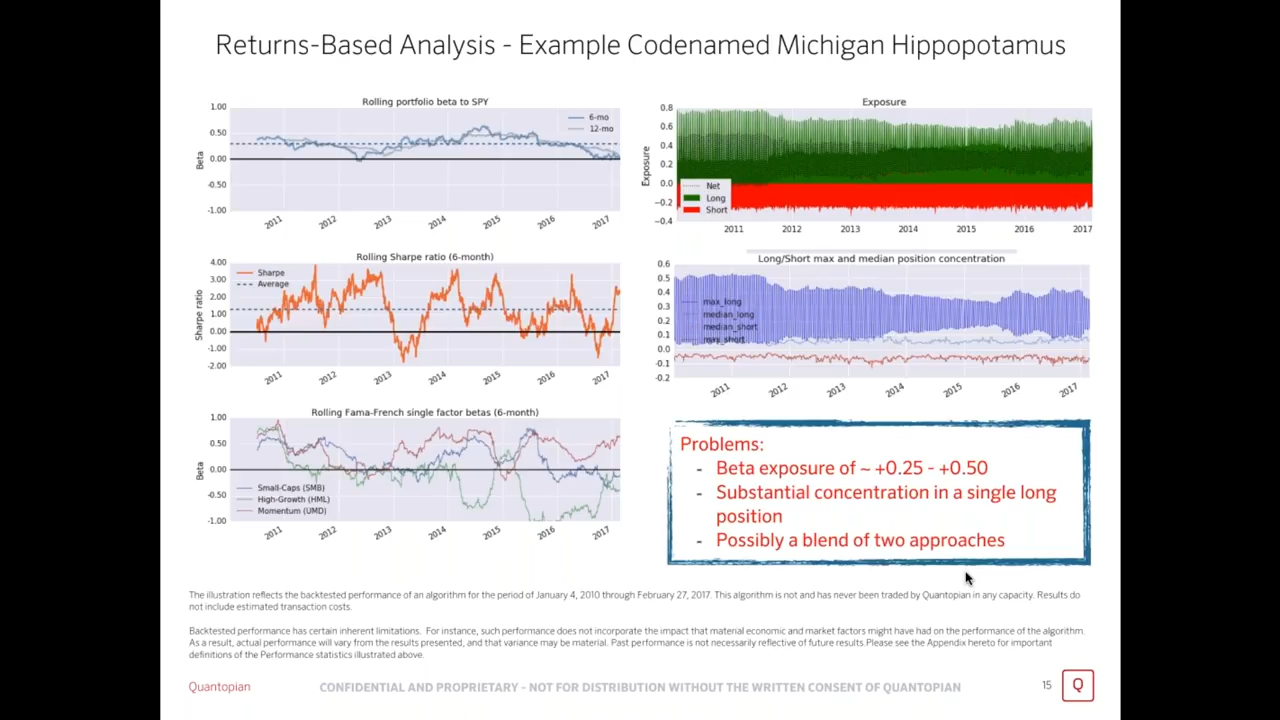 Returns-Based Analysis - Example Codenamed Michigan Hippopotamus
Rolling portfolio beta to SPY
1.00
0.50
0.00
-0.50
-1.00
Beta
6-mo
12-mo
2011
2012
2013
2014
2015
2016
2017
Rolling Sharpe ratio (6-month)
4.00
3.00
2.00
1.00
0.00
-1.00
-2.00
Sharpe ratio
Sharpe
Average
2011
2012
2013
2014
2015
2016
2017
Rolling Fama-French single factor betas (6-month)
1.00
0.50
0.00
-0.50
-1.00
Beta
Small-Caps (SMB)
High-Growth (HML)
Momentum (UMD)
2011
2012
2013
2014
2015
2016
2017
Exposure
0.8
0.6
0.4
0.2
0.0
−0.2
−0.4
Exposure
Net
Long
Short
2011
2012
2013
2014
2015
2016
2017
Long/Short max and median position concentration
0.6
0.5
0.4
0.3
0.2
0.1
0.0
-0.1
-0.2
max_long
median_long
median_short
max_short
2011
2012
2013
2014
2015
2016
2017
Problems:
- Beta exposure of ~ +0.25 - +0.50
- Substantial concentration in a single long
position
- Possibly a blend of two approaches
The illustration reflects the backtested performance of an algorithm for the period of January 4, 2010 through February 27, 2017. This algorithm is not and has never been traded by Quantopian in any capacity. Results do
not include estimated transaction costs.
Backtested performance has certain inherent limitations. For instance, such performance does not incorporate the impact that material economic and market factors might have had on the performance of the algorithm.
As a result, actual performance will vary from the results presented, and that variance may be material. Past performance is not necessarily reflective of future results.Please see the Appendix hereto for important
definitions of the Performance statistics illustrated above.
Quantopian
CONFIDENTIAL AND PROPRIETARY – NOT FOR DISTRIBUTION WITHOUT THE WRITTEN CONSENT OF QUANTOPIAN
15
Q